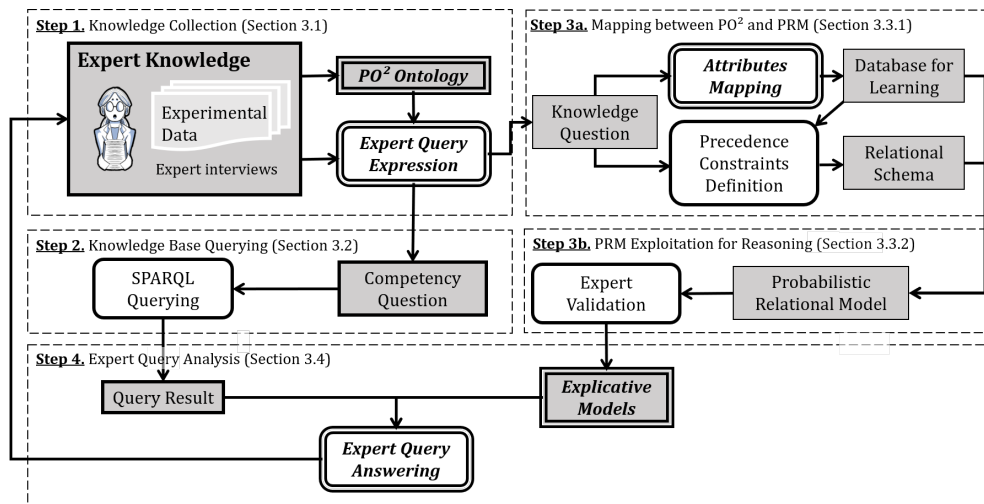 Step 1. Knowledge Collection (Section 3.1)
Expert Knowledge
Experimental
Data
Expert interviews
PO² Ontology
Expert Query
Expression
Step 3a. Mapping between PO² and PRM (Section 3.3.1)
Knowledge
Question
Attributes
Mapping
Database for
Learning
Precedence
Constraints
Definition
Relational
Schema
Step 2. Knowledge Base Querying (Section 3.2)
SPARQL
Querying
Competency
Question
Step 3b. PRM Exploitation for Reasoning (Section 3.3.2)
Expert
Validation
Probabilistic
Relational Model
Step 4. Expert Query Analysis (Section 3.4)
Query Result
Explicative
Models
Expert Query
Answering